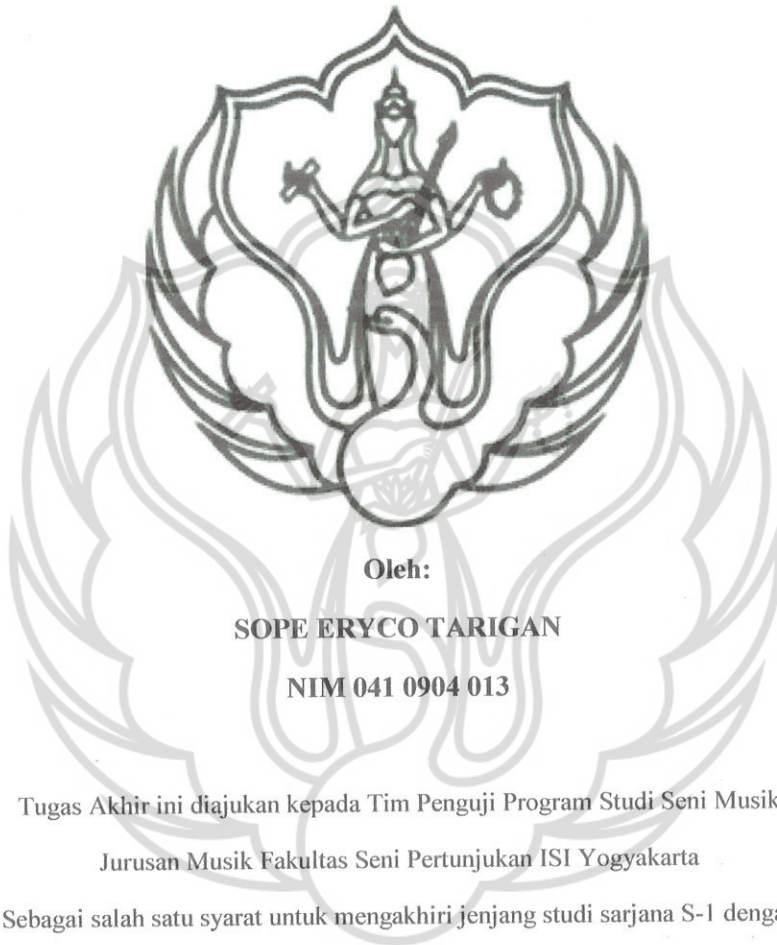 Oleh:
SOPE ERYCO TARIGAN
NIM 041 0904 013
Tugas Akhir ini diajukan kepada Tim Penguji Program Studi Seni Musik
Jurusan Musik Fakultas Seni Pertunjukan ISI Yogyakarta
Sebagai salah satu syarat untuk mengakhiri jenjang studi sarjana S-1 denga